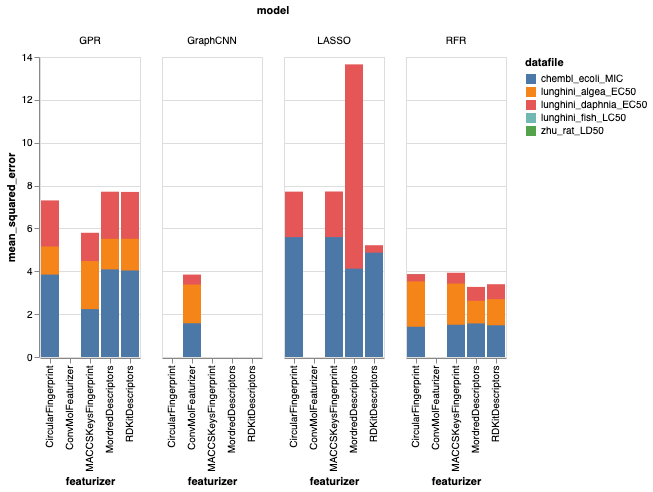 model
GPR
GraphCNN
LASSO
RFR
datafile
chembl_ecoli_MIC
lunghini_algea_EC50
lunghini_daphnia_EC50
lunghini_fish_LC50
zhu_rat_LD50
mean_squared_error
14
12
10
8
6
4
2
0
CircularFingerprint
ConvMolFeaturizer
MACCSKeysFingerprint
MordredDescriptors
RDKitDescriptors
CircularFingerprint
ConvMolFeaturizer
MACCSKeysFingerprint
MordredDescriptors
RDKitDescriptors
CircularFingerprint
ConvMolFeaturizer
MACCSKeysFingerprint
MordredDescriptors
RDKitDescriptors
CircularFingerprint
ConvMolFeaturizer
MACCSKeysFingerprint
MordredDescriptors
RDKitDescriptors
featurizer
featurizer
featurizer
featurizer